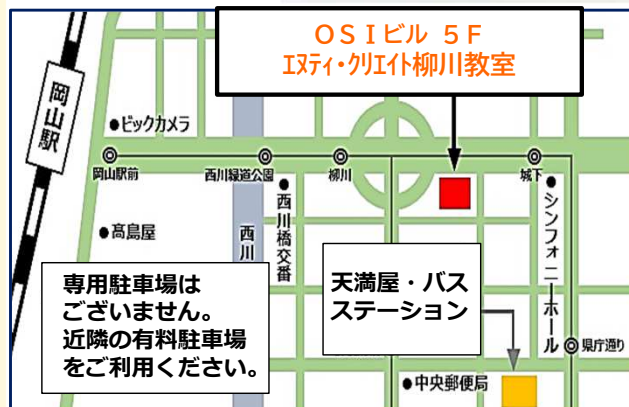 OSIビル 5F
エヌティ・クリエイト柳川教室
岡山駅
●ビックカメラ
岡山駅前
西川緑道公園
柳川
城下
●髙島屋
西川
●西川橋交番
●シンフォニーホール
専用駐車場は
ございません。
近隣の有料駐車場
をご利用ください。
天満屋・バス
ステーション
県庁通り
●中央郵便局